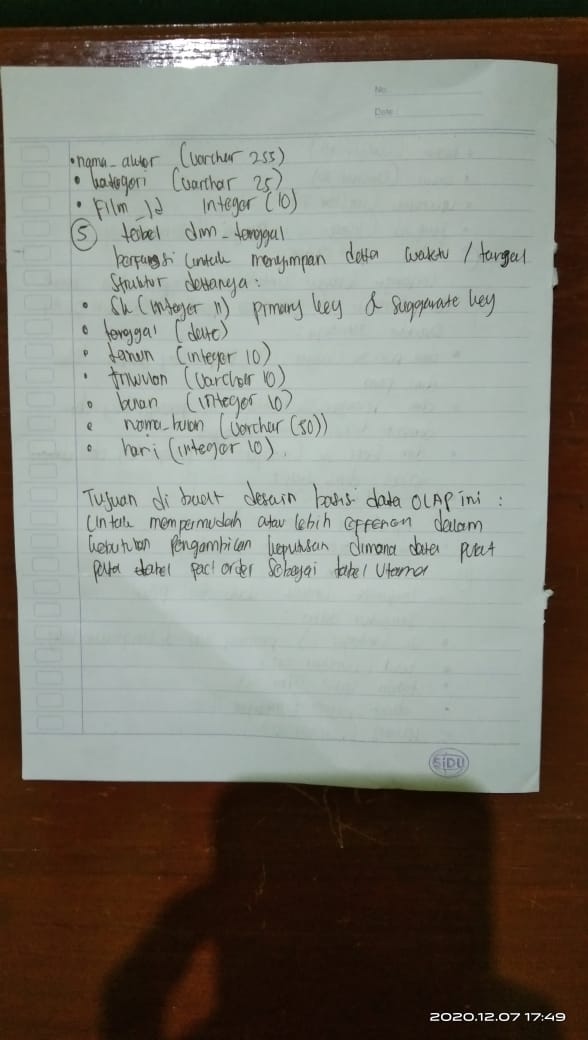 No.
Date:
• nama_aktor (Varchar 255)
• kategori (varchar 25)
• Film_Id Integer (10)
⑤ tabel dim_tanggal
berfungsi untuk menyimpan data waktu / tanggal
Struktur datanya :
• Sk (Integer 11) primary key & suggorate key
• tanggal (date)
• tahun (integer 10)
• triwulan (Varchar 10)
• bulan (integer 10)
• nama_bulan (Varchar (50))
• hari (integer 10).
Tujuan di buat desain basis data OLAP ini :
Untuk mempermudah atau lebih dalam
kebutuhan Pengambilan keputusan dimana data pusat
pada tabel fact order Sebagai tabel Utama
SiDU
2020.12.07 17:49